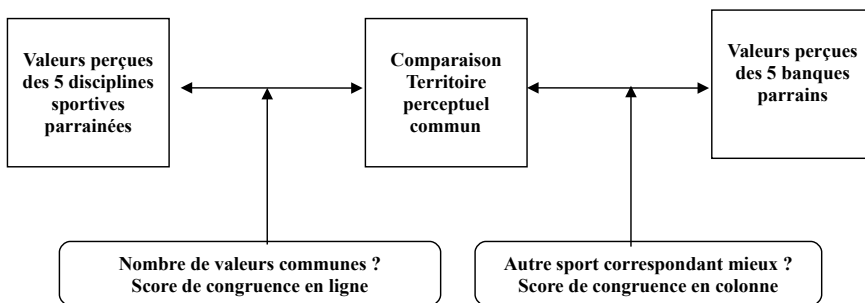 Valeurs perçues
des 5 disciplines
sportives
parrainées
Comparaison
Territoire
perceptuel
commun
Valeurs perçues
des 5 banques
parrains
Nombre de valeurs communes ?
Score de congruence en ligne
Autre sport correspondant mieux ?
Score de congruence en colonne